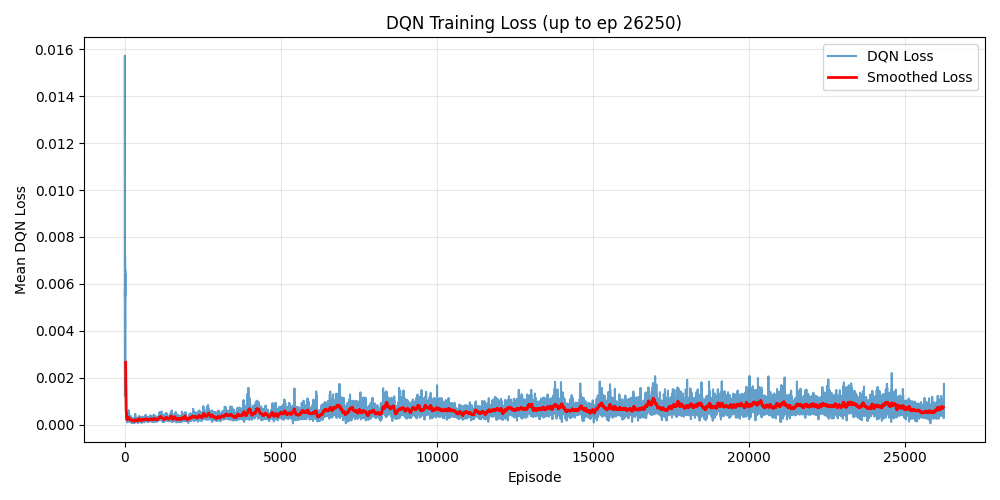 DQN Training Loss (up to ep 26250)
DQN Loss
Smoothed Loss
Mean DQN Loss
0.016
0.014
0.012
0.010
0.008
0.006
0.004
0.002
0.000
0 5000 10000 15000 20000 25000
Episode